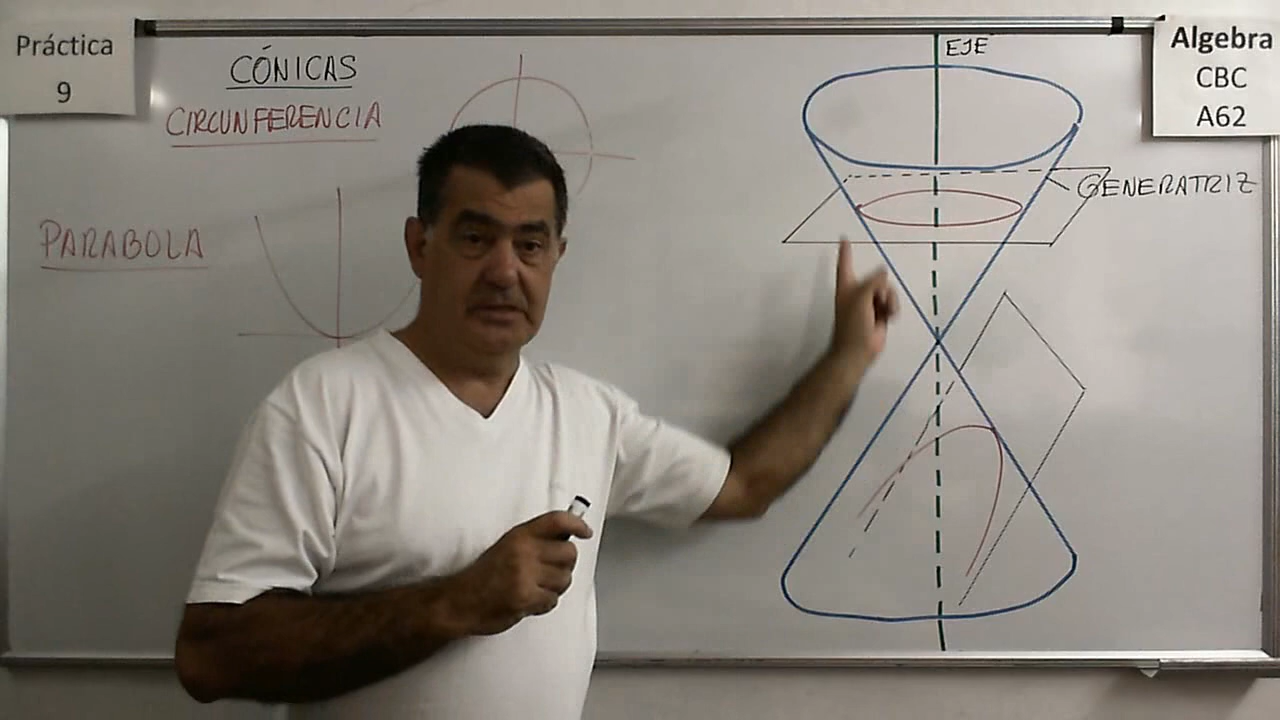 Práctica
9
CÓNICAS
CIRCUNFERENCIA
PARABOLA
EJE
GENERATRIZ
Algebra
CBC
A62